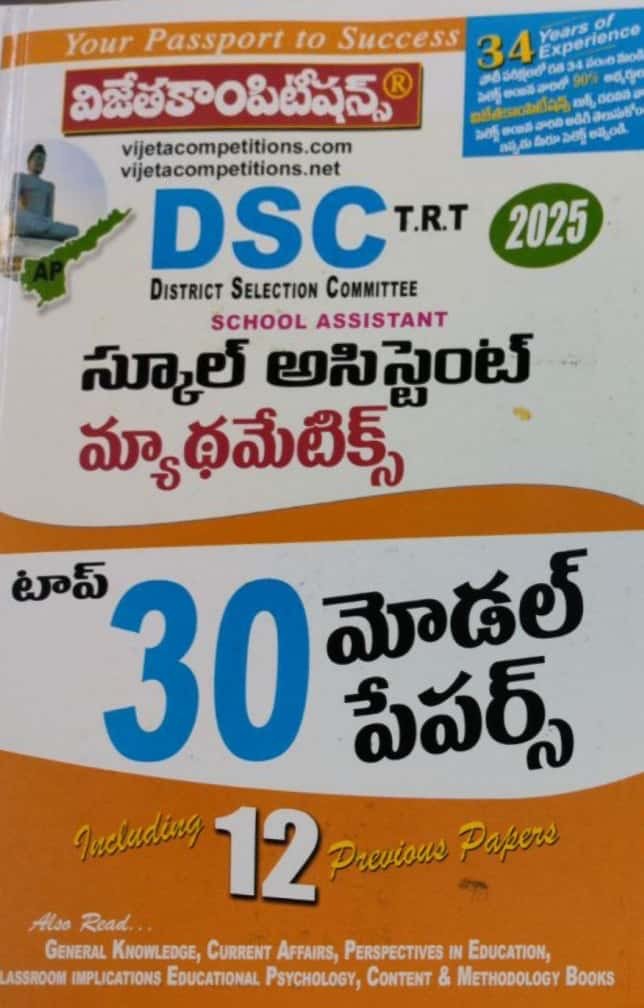 Your Passport to Success
34 Years of Experience
విజేతకాంపిటీషన్స్ ®
vijetacompetitions.com
vijetacompetitions.net
DSC T.R.T 2025
AP
DISTRICT SELECTION COMMITTEE
SCHOOL ASSISTANT
స్కూల్ అసిస్టెంట్
మ్యాథమేటిక్స్
టాప్ 30 మోడల్
పేపర్స్
Including 12 Previous Papers
Also Read...
GENERAL KNOWLEDGE, CURRENT AFFAIRS, PERSPECTIVES IN EDUCATION,
LASSROOM IMPLICATIONS EDUCATIONAL PSYCHOLOGY, CONTENT & METHODOLOGY BOOKS